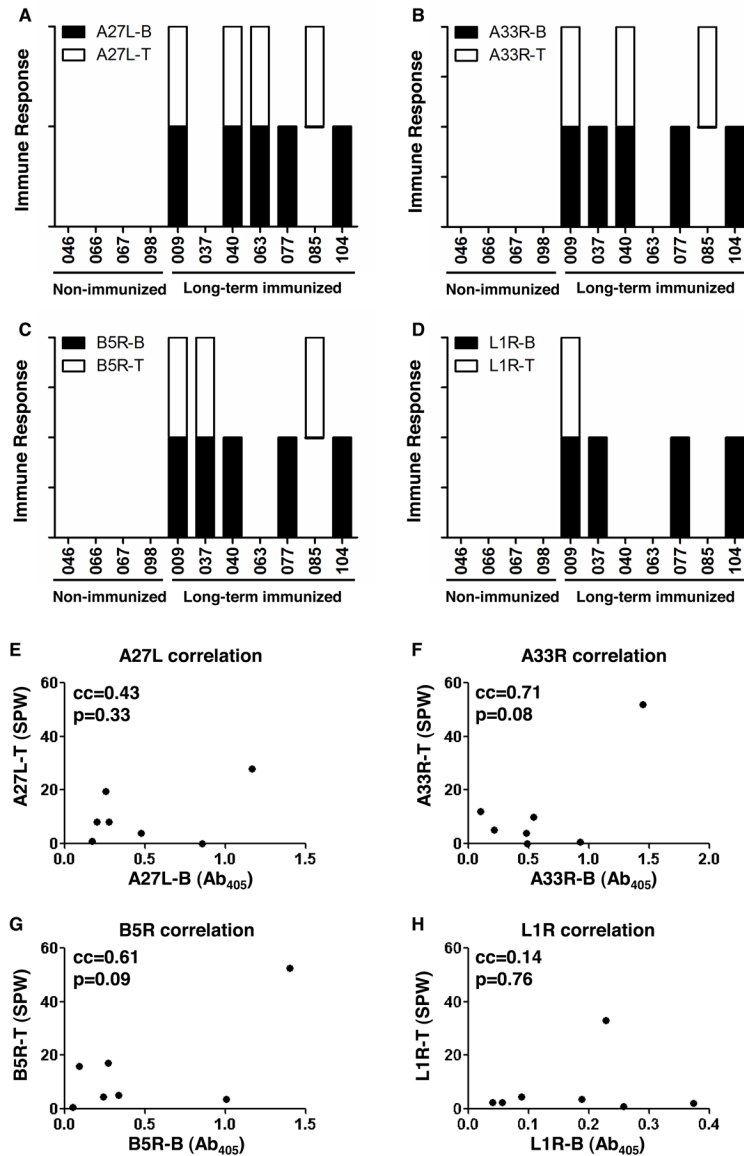 A
A27L-B
A27L-T
Immune Response
046 066 067 098 009 037 040 063 077 085 104
Non-immunized Long-term immunized
B
A33R-B
A33R-T
Immune Response
046 066 067 098 009 037 040 063 077 085 104
Non-immunized Long-term immunized
C
B5R-B
B5R-T
Immune Response
046 066 067 098 009 037 040 063 077 085 104
Non-immunized Long-term immunized
D
L1R-B
L1R-T
Immune Response
046 066 067 098 009 037 040 063 077 085 104
Non-immunized Long-term immunized
E
A27L correlation
cc=0.43
p=0.33
A27L-T (SPW)
60
40
20
0
0.0 0.5 1.0 1.5
A27L-B (Ab405)
F
A33R correlation
cc=0.71
p=0.08
A33R-T (SPW)
60
40
20
0
0.0 0.5 1.0 1.5 2.0
A33R-B (Ab405)
G
B5R correlation
cc=0.61
p=0.09
B5R-T (SPW)
60
40
20
0
0.0 0.5 1.0 1.5
B5R-B (Ab405)
H
L1R correlation
cc=0.14
p=0.76
L1R-T (SPW)
60
40
20
0
0.0 0.1 0.2 0.3 0.4
L1R-B (Ab405)